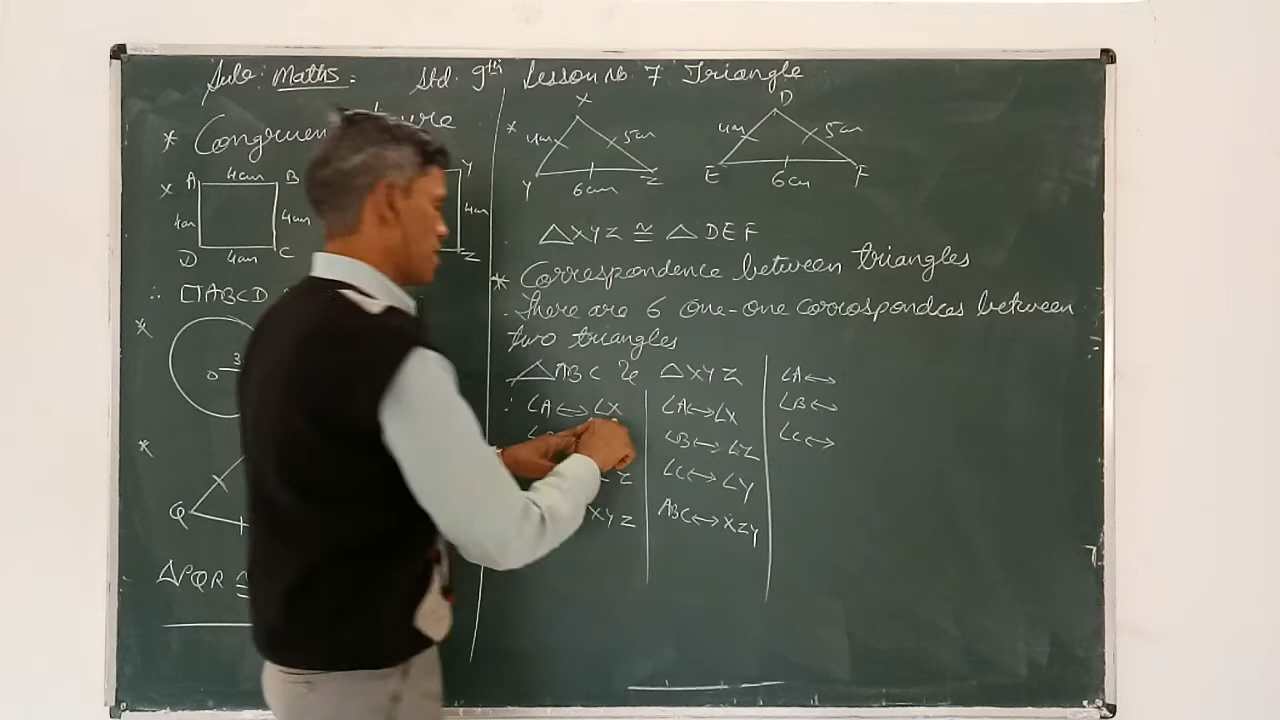 Sub: Maths: Std. 9th Lesson No. 7 Triangle
* Congruen
x A 4cm B
4cm 4cm
D 4cm C
Y
4cm
Z
∴ □ABCD
*
O 3
*
Q
△PQR ≅
* X
4cm 5cm
Y 6cm Z
D
4cm 5cm
E 6cm F
△XYZ ≅ △DEF
* Correspondence between triangles
There are 6 one-one correspondces between
two triangles
△ABC & △XYZ
∴ ∠A↔∠X
∠Z
XYZ
∠A↔∠X
∠B↔∠Z
∠C↔∠Y
ABC↔XZY
∠A↔
∠B↔
∠C↔